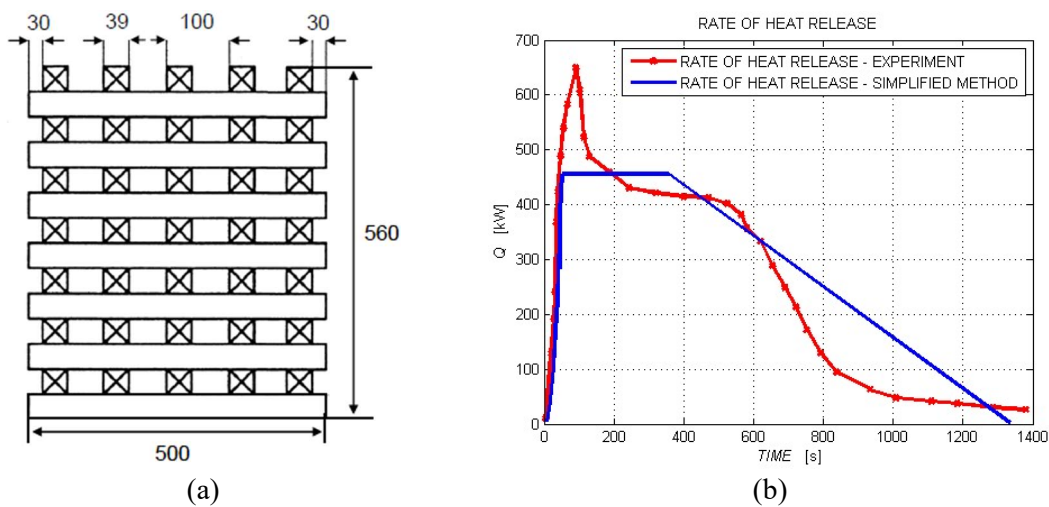 30 39 100 30
560
500
(a)
RATE OF HEAT RELEASE
RATE OF HEAT RELEASE - EXPERIMENT
RATE OF HEAT RELEASE - SIMPLIFIED METHOD
700
600
500
400
300
200
100
0
Q [kW]
0 200 400 600 800 1000 1200 1400
TIME [s]
(b)